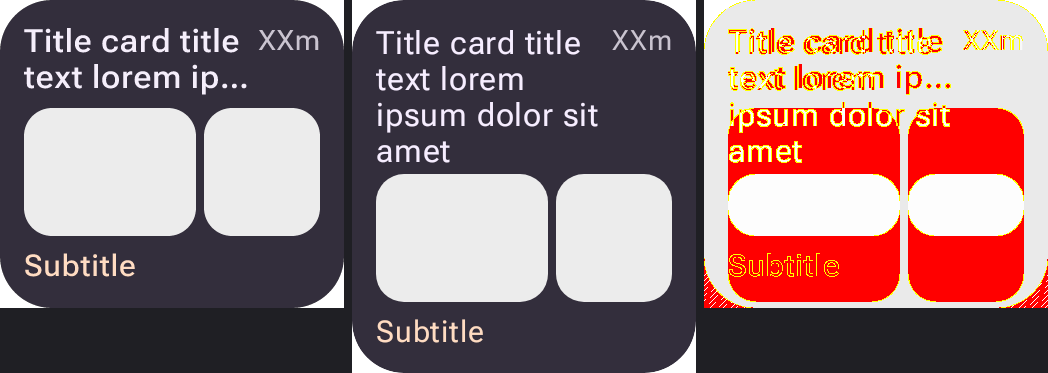 Title card title XXm
text lorem ip...
Subtitle
Title card title XXm
text lorem
ipsum dolor sit
amet
Subtitle
Title card title XXm
text lorem ip...
ipsum dolor sit
amet
Subtitle